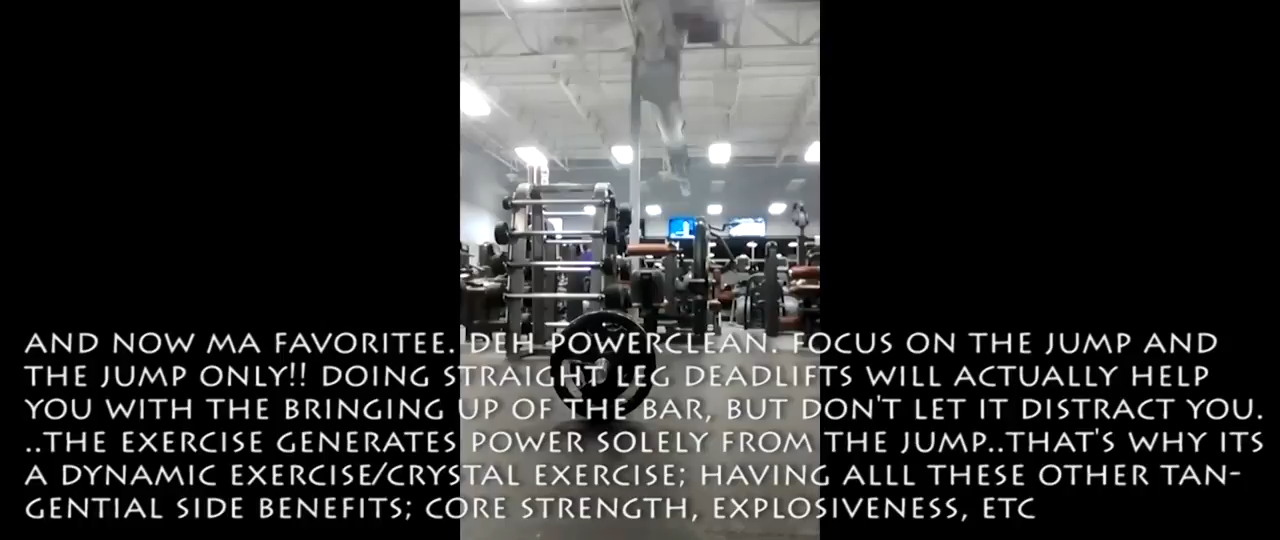 AND NOW MA FAVORITEE. DEH POWERCLEAN. FOCUS ON THE JUMP AND
THE JUMP ONLY!! DOING STRAIGHT LEG DEADLIFTS WILL ACTUALLY HELP
YOU WITH THE BRINGING UP OF THE BAR, BUT DON'T LET IT DISTRACT YOU.
..THE EXERCISE GENERATES POWER SOLELY FROM THE JUMP..THAT'S WHY ITS
A DYNAMIC EXERCISE/CRYSTAL EXERCISE; HAVING ALLL THESE OTHER TAN-
GENTIAL SIDE BENEFITS; CORE STRENGTH, EXPLOSIVENESS, ETC